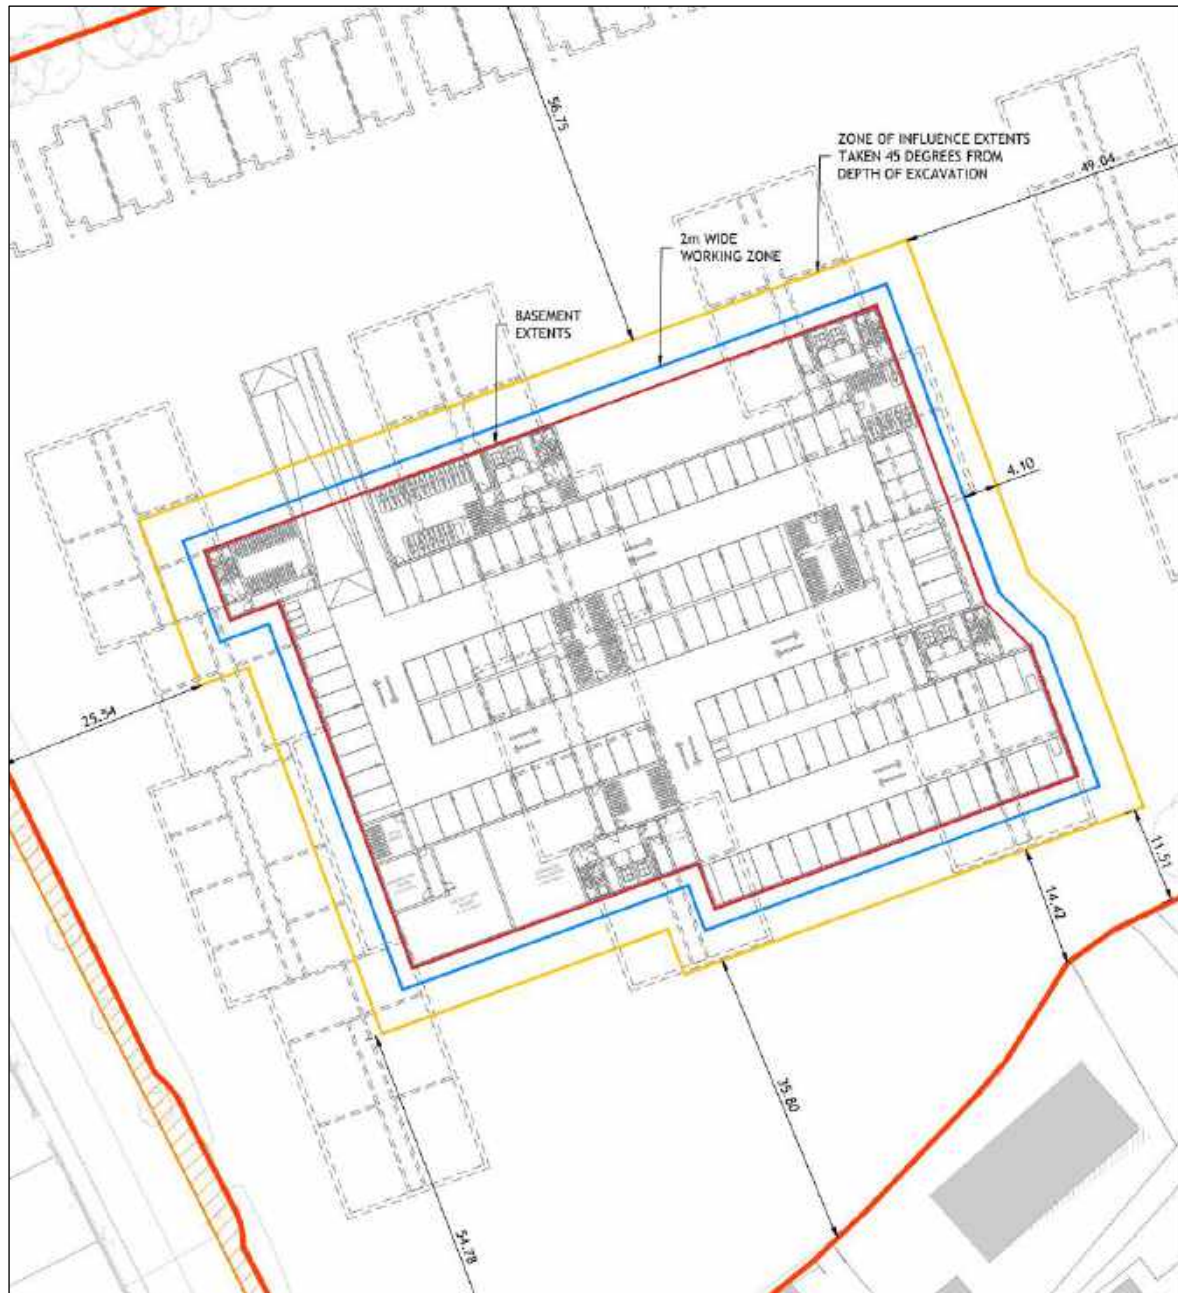 56.75
ZONE OF INFLUENCE EXTENTS
TAKEN 45 DEGREES FROM
DEPTH OF EXCAVATION
49.04
2m WIDE
WORKING ZONE
BASEMENT
EXTENTS
4.10
25.34
11.51
14.42
35.80
54.78